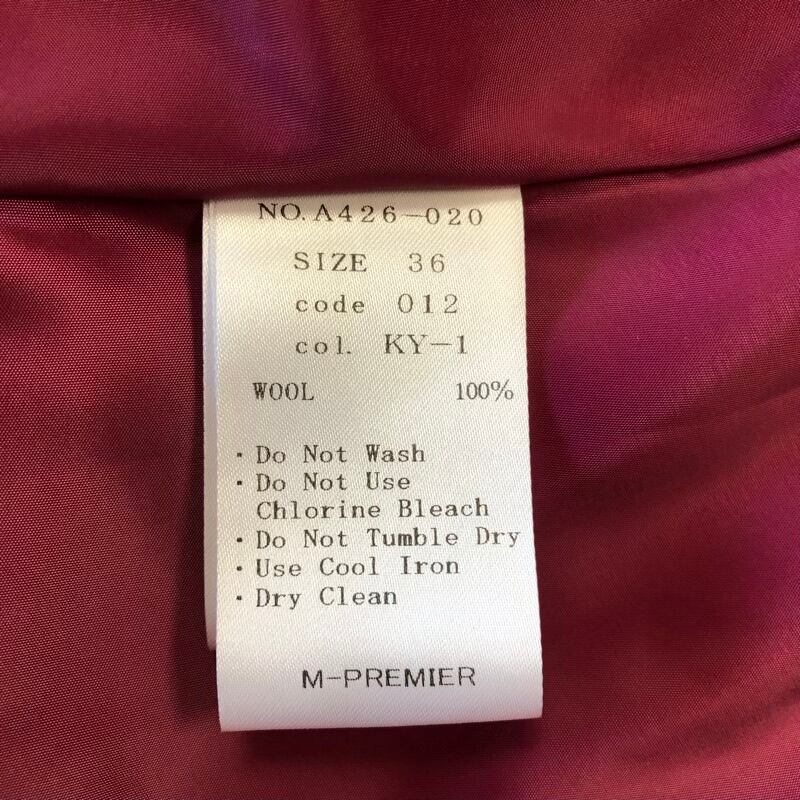 NO. A426-020
SIZE 36
code 012
col. KY-1
WOOL 100%
・Do Not Wash
・Do Not Use
Chlorine Bleach
・Do Not Tumble Dry
・Use Cool Iron
・Dry Clean
M-PREMIER